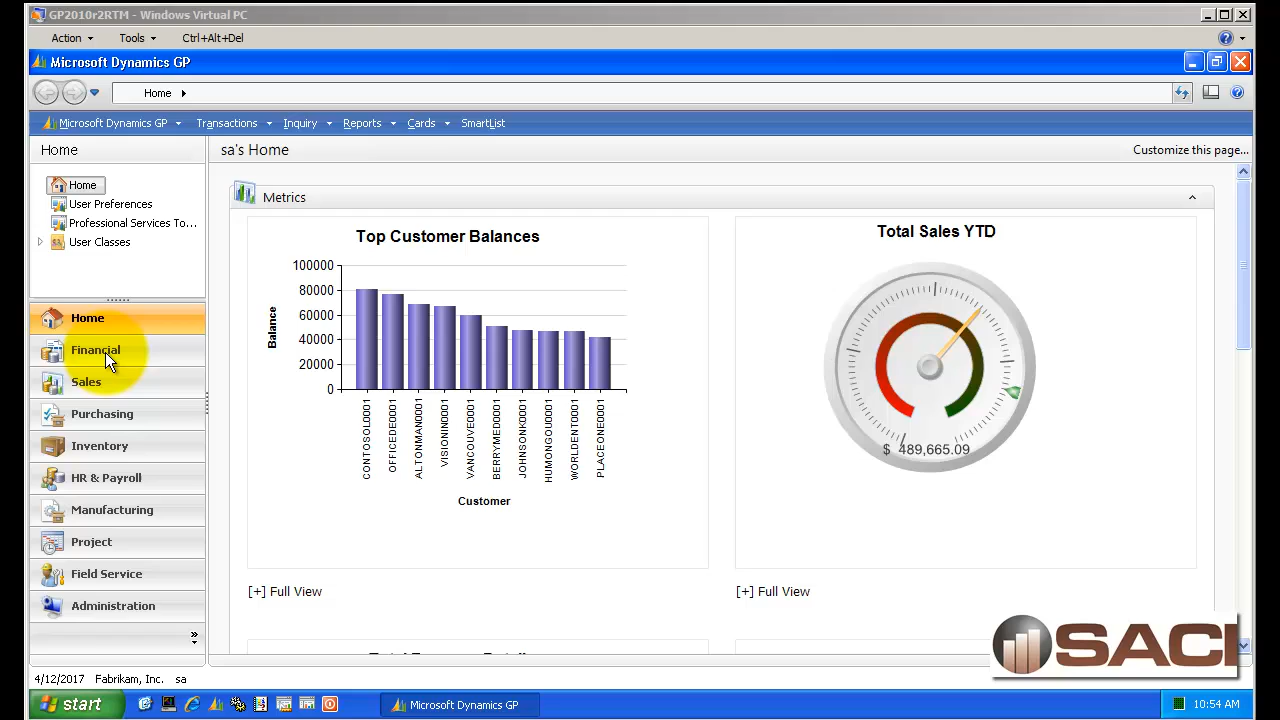 GP2010r2RTM - Windows Virtual PC
Action Tools Ctrl+Alt+Del
Microsoft Dynamics GP
Home
Microsoft Dynamics GP Transactions Inquiry Reports Cards SmartList
Home
sa's Home
Customize this page...
Home
User Preferences
Professional Services To...
User Classes
Home
Financial
Sales
Purchasing
Inventory
HR & Payroll
Manufacturing
Project
Field Service
Administration
Metrics
Top Customer Balances
100000
80000
60000
40000
20000
0
Balance
CONTOSOL0001
OFFICEDE0001
ALTONMAN0001
VISIONIN0001
VANCOUVE0001
BERRYMED0001
JOHNSONK0001
HUMONGOU0001
WORLDENT0001
PLACEONE0001
Customer
[+] Full View
Total Sales YTD
$ 489,665.09
[+] Full View
SACI
4/12/2017 Fabrikam, Inc. sa
start
Microsoft Dynamics GP
10:54 AM